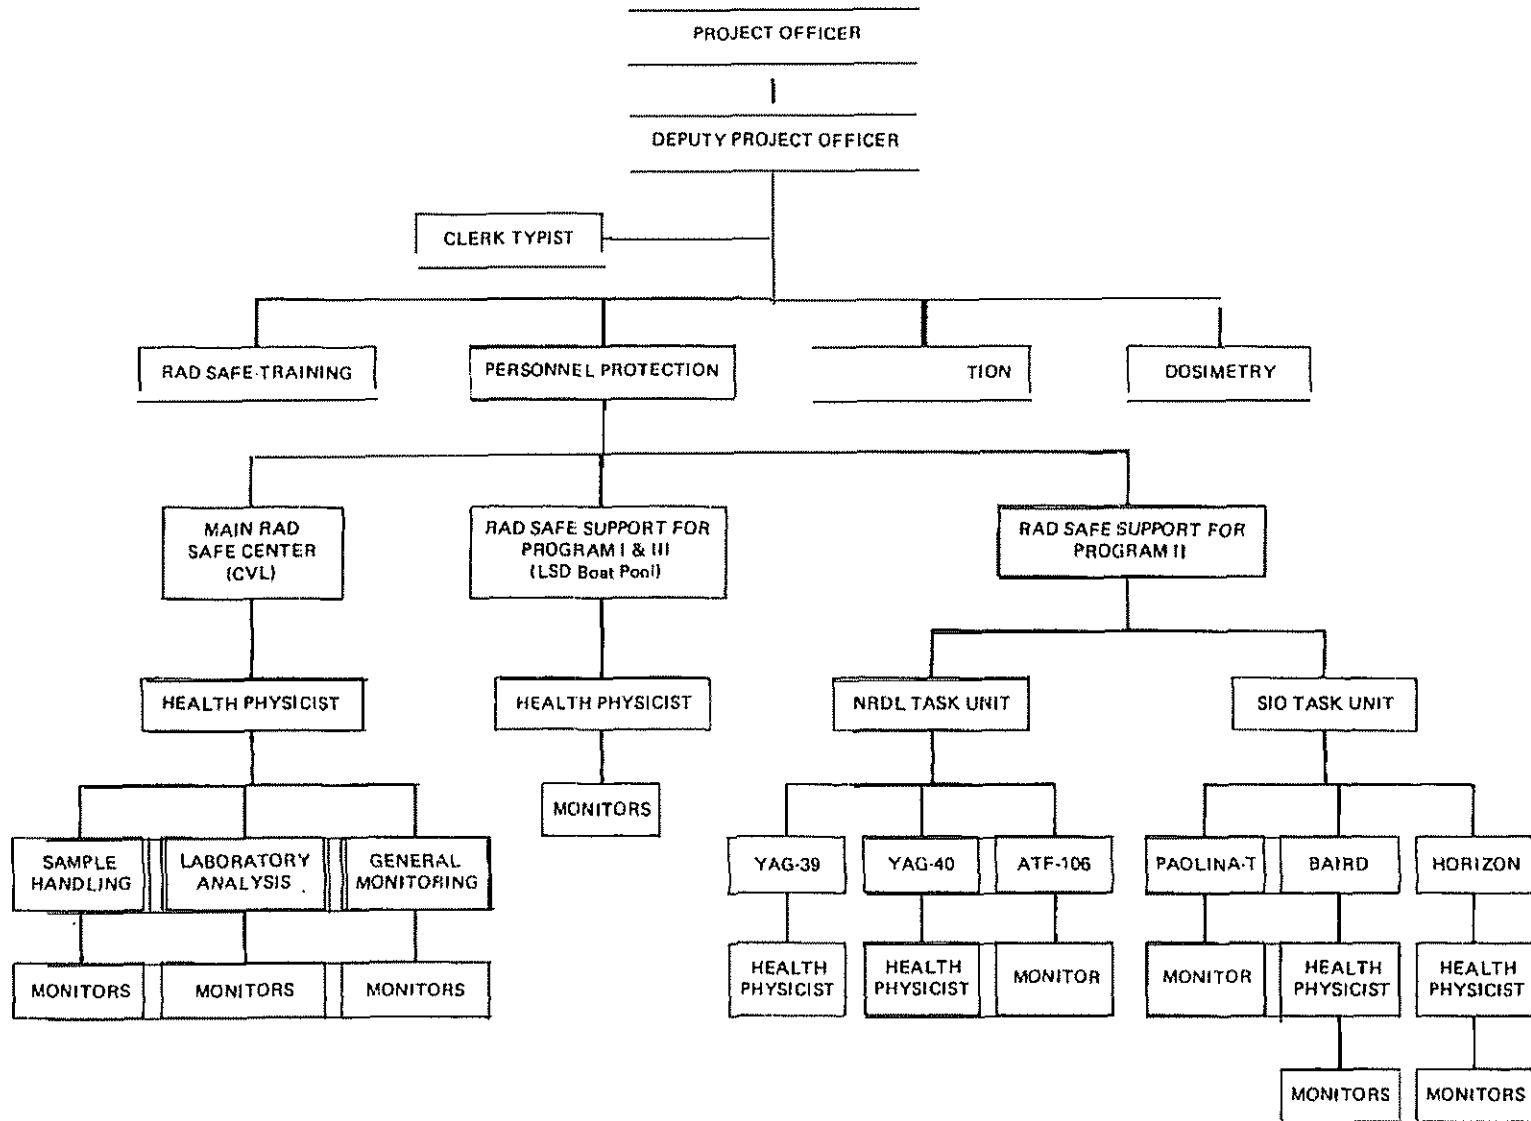 PROJECT OFFICER
DEPUTY PROJECT OFFICER
CLERK TYPIST
RAD SAFE-TRAINING
PERSONNEL PROTECTION
TION
DOSIMETRY
MAIN RAD
SAFE CENTER
(CVL)
RAD SAFE SUPPORT FOR
PROGRAM I & III
(LSD Boat Pool)
RAD SAFE SUPPORT FOR
PROGRAM II
HEALTH PHYSICIST
HEALTH PHYSICIST
NRDL TASK UNIT
SIO TASK UNIT
MONITORS
SAMPLE
HANDLING
LABORATORY
ANALYSIS
GENERAL
MONITORING
YAG-39
YAG-40
ATF-106
PAOLINA-T
BAIRD
HORIZON
MONITORS
MONITORS
MONITORS
HEALTH
PHYSICIST
HEALTH
PHYSICIST
MONITOR
MONITOR
HEALTH
PHYSICIST
HEALTH
PHYSICIST
MONITORS
MONITORS